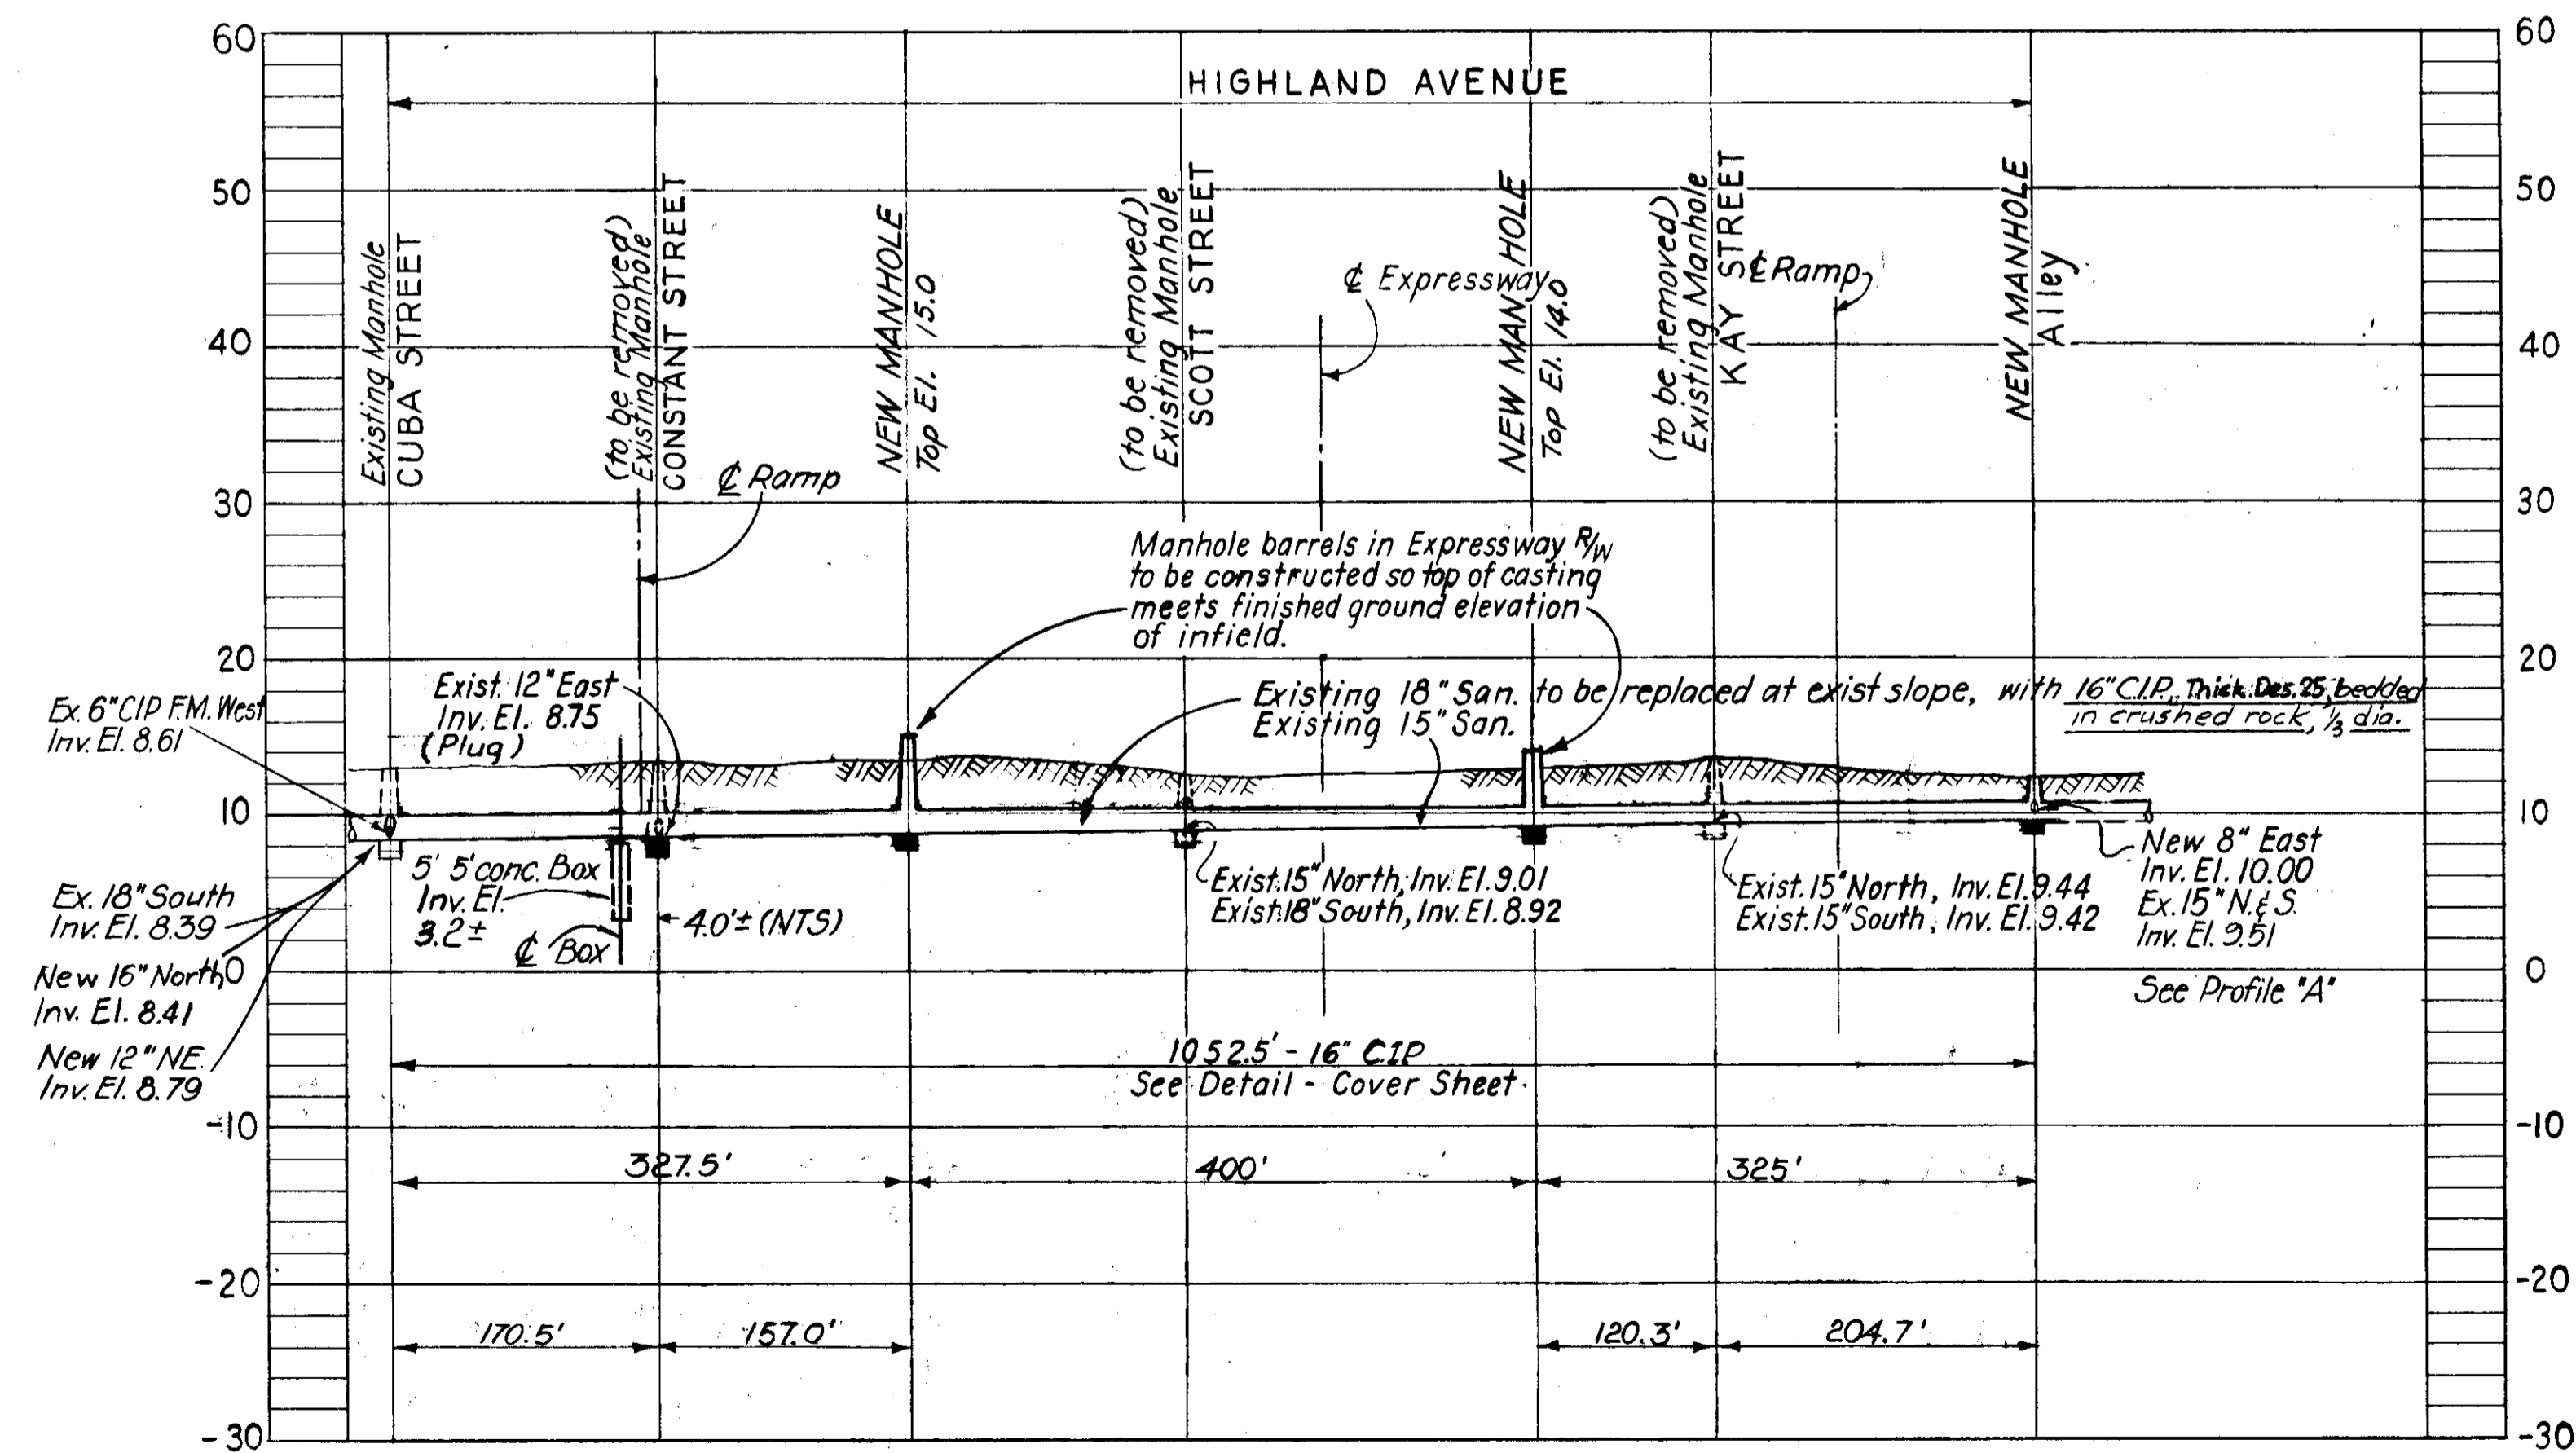 HIGHLAND AVENUE
60
60
50
50
40
40
30
30
20
20
10
10
0
0
-10
-10
-20
-20
-30
-30
Existing Manhole
CUBA STREET
(to be removed)
Existing Manhole
CONSTANT STREET
NEW MANHOLE
Top El. 15.0
(to be removed)
Existing Manhole
SCOTT STREET
℄ Expressway
NEW MANHOLE
Top El. 14.0
(to be removed)
Existing Manhole
KAY STREET
℄ Ramp
NEW MANHOLE
Alley
℄ Ramp
Manhole barrels in Expressway R/W
to be constructed so top of casting
meets finished ground elevation
of infield.
Exist. 12" East
Inv. El. 8.75
(Plug)
Existing 18" San. to be replaced at exist slope, with 16" C.I.P., Thick. Des. 25, bedded
in crushed rock, 1/3 dia.
Existing 15" San.
Ex. 6" CIP F.M. West
Inv. El. 8.61
Ex. 18" South
Inv. El. 8.39
New 16" North
Inv. El. 8.41
New 12" NE.
Inv. El. 8.79
5' 5' conc. Box
Inv. El.
3.2±
℄ Box
4.0'± (NTS)
Exist. 15" North, Inv. El. 9.01
Exist. 18" South, Inv. El. 8.92
Exist. 15" North, Inv. El. 9.44
Exist. 15" South, Inv. El. 9.42
New 8" East
Inv. El. 10.00
Ex. 15" N. & S.
Inv. El. 9.51
See Profile "A"
1052.5' - 16" CIP
See Detail - Cover Sheet
327.5'
400'
325'
170.5'
157.0'
120.3'
204.7'